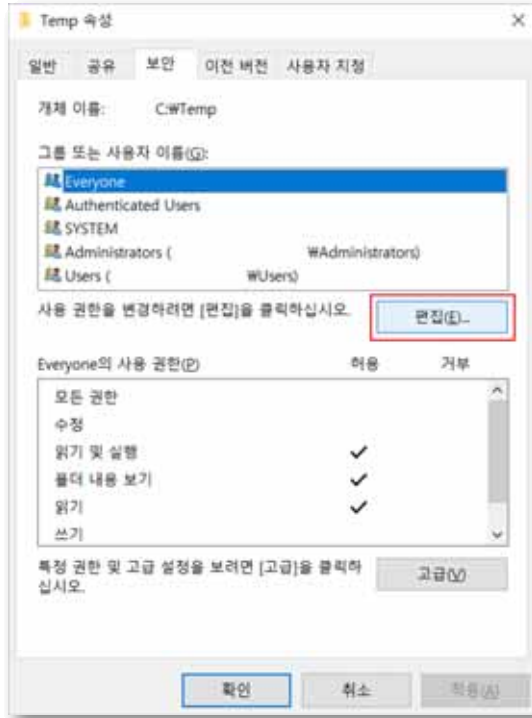 Temp 속성
일반 공유 보안 이전 버전 사용자 지정
개체 이름: C:₩Temp
그룹 또는 사용자 이름(G):
Everyone
Authenticated Users
SYSTEM
Administrators ( ₩Administrators)
Users ( ₩Users)
사용 권한을 변경하려면 [편집]을 클릭하십시오. 편집(E)...
Everyone의 사용 권한(P) 허용 거부
모든 권한
수정
읽기 및 실행
폴더 내용 보기
읽기
쓰기
특정 권한 및 고급 설정을 보려면 [고급]을 클릭하
십시오. 고급(V)
확인 취소 적용(A)